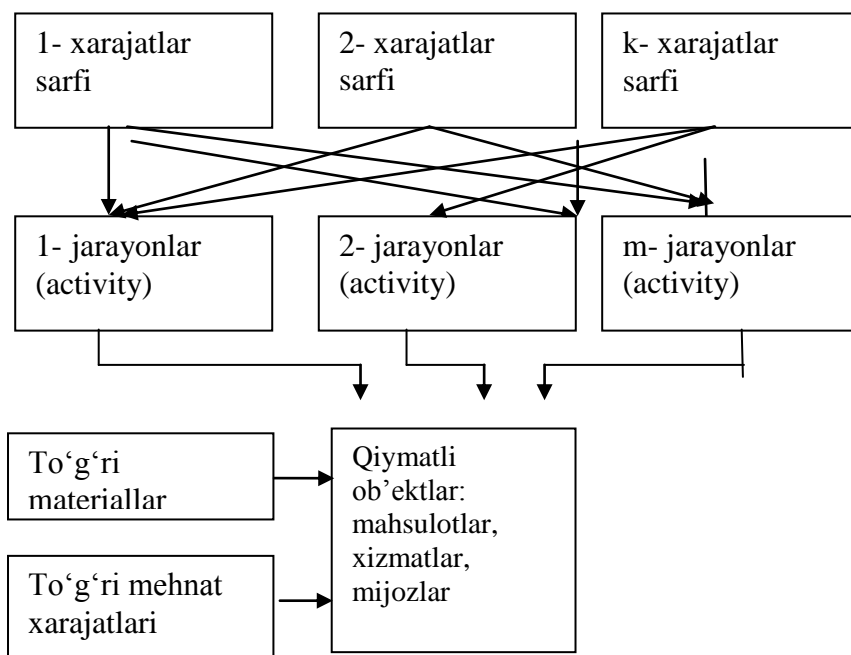 1- xarajatlar
sarfi
2- xarajatlar
sarfi
k- xarajatlar
sarfi
1- jarayonlar
(activity)
2- jarayonlar
(activity)
m- jarayonlar
(activity)
To‘g‘ri
materiallar
To‘g‘ri mehnat
xarajatlari
Qiymatli
ob’ektlar:
mahsulotlar,
xizmatlar,
mijozlar